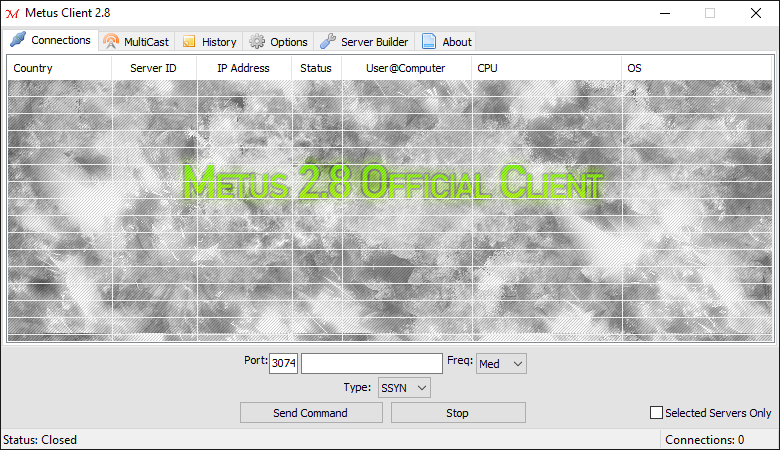 Metus Client 2.8
Connections MultiCast History Options Server Builder About
Country Server ID IP Address Status User@Computer CPU OS
METUS 2.8 OFFICIAL CLIENT
Port: 3074 Freq: Med
Type: SSYN
Send Command Stop Selected Servers Only
Status: Closed Connections: 0